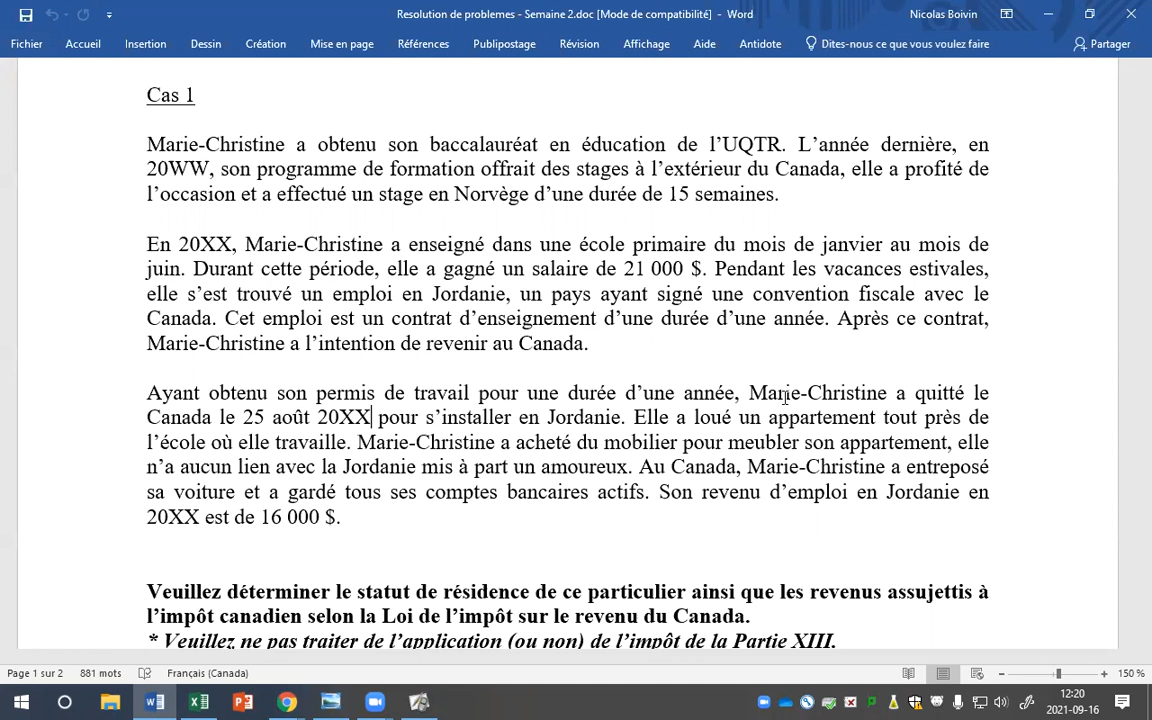 Resolution de problemes - Semaine 2.doc [Mode de compatibilité] - Word
Nicolas Boivin
Fichier Accueil Insertion Dessin Création Mise en page Références Publipostage Révision Affichage Aide Antidote Dites-nous ce que vous voulez faire Partager
Cas 1
Marie-Christine a obtenu son baccalauréat en éducation de l’UQTR. L’année dernière, en
20WW, son programme de formation offrait des stages à l’extérieur du Canada, elle a profité de
l’occasion et a effectué un stage en Norvège d’une durée de 15 semaines.
En 20XX, Marie-Christine a enseigné dans une école primaire du mois de janvier au mois de
juin. Durant cette période, elle a gagné un salaire de 21 000 $. Pendant les vacances estivales,
elle s’est trouvé un emploi en Jordanie, un pays ayant signé une convention fiscale avec le
Canada. Cet emploi est un contrat d’enseignement d’une durée d’une année. Après ce contrat,
Marie-Christine a l’intention de revenir au Canada.
Ayant obtenu son permis de travail pour une durée d’une année, Marie-Christine a quitté le
Canada le 25 août 20XX pour s’installer en Jordanie. Elle a loué un appartement tout près de
l’école où elle travaille. Marie-Christine a acheté du mobilier pour meubler son appartement, elle
n’a aucun lien avec la Jordanie mis à part un amoureux. Au Canada, Marie-Christine a entreposé
sa voiture et a gardé tous ses comptes bancaires actifs. Son revenu d’emploi en Jordanie en
20XX est de 16 000 $.
Veuillez déterminer le statut de résidence de ce particulier ainsi que les revenus assujettis à
l’impôt canadien selon la Loi de l’impôt sur le revenu du Canada.
* Veuillez ne pas traiter de l’application (ou non) de l’impôt de la Partie XIII.
Page 1 sur 2 881 mots Français (Canada) 150 %
12:20
2021-09-16